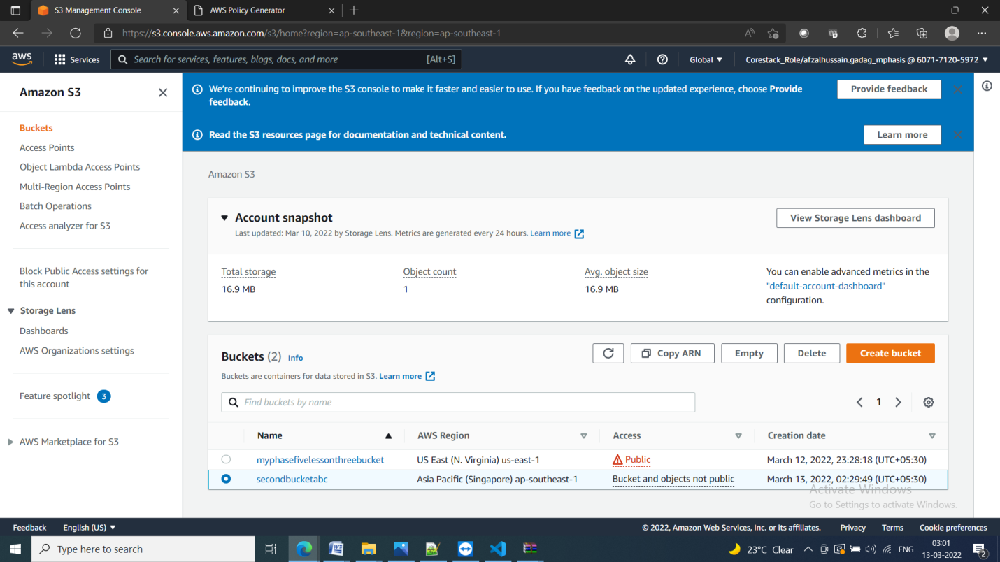 S3 Management Console
AWS Policy Generator
https://s3.console.aws.amazon.com/s3/home?region=ap-southeast-1&region=ap-southeast-1
aws
Services
Search for services, features, blogs, docs, and more
[Alt+S]
Global
Corestack_Role/afzalhussain.gadag_mphasis @ 6071-7120-5972
Amazon S3
Buckets
Access Points
Object Lambda Access Points
Multi-Region Access Points
Batch Operations
Access analyzer for S3
Block Public Access settings for
this account
Storage Lens
Dashboards
AWS Organizations settings
Feature spotlight 3
AWS Marketplace for S3
We're continuing to improve the S3 console to make it faster and easier to use. If you have feedback on the updated experience, choose Provide
feedback.
Provide feedback
Read the S3 resources page for documentation and technical content.
Learn more
Amazon S3
Account snapshot
Last updated: Mar 10, 2022 by Storage Lens. Metrics are generated every 24 hours. Learn more
View Storage Lens dashboard
Total storage
16.9 MB
Object count
1
Avg. object size
16.9 MB
You can enable advanced metrics in the
"default-account-dashboard"
configuration.
Buckets (2) Info
Copy ARN
Empty
Delete
Create bucket
Buckets are containers for data stored in S3. Learn more
Find buckets by name
1
Name AWS Region Access Creation date
myphasefivelessonthreebucket US East (N. Virginia) us-east-1 Public March 12, 2022, 23:28:18 (UTC+05:30)
secondbucketabc Asia Pacific (Singapore) ap-southeast-1 Bucket and objects not public March 13, 2022, 02:29:49 (UTC+05:30)
Activate Windows
Go to Settings to activate Windows.
Feedback English (US) © 2022, Amazon Web Services, Inc. or its affiliates. Privacy Terms Cookie preferences
Type here to search
23°C Clear
ENG
03:01
13-03-2022
2